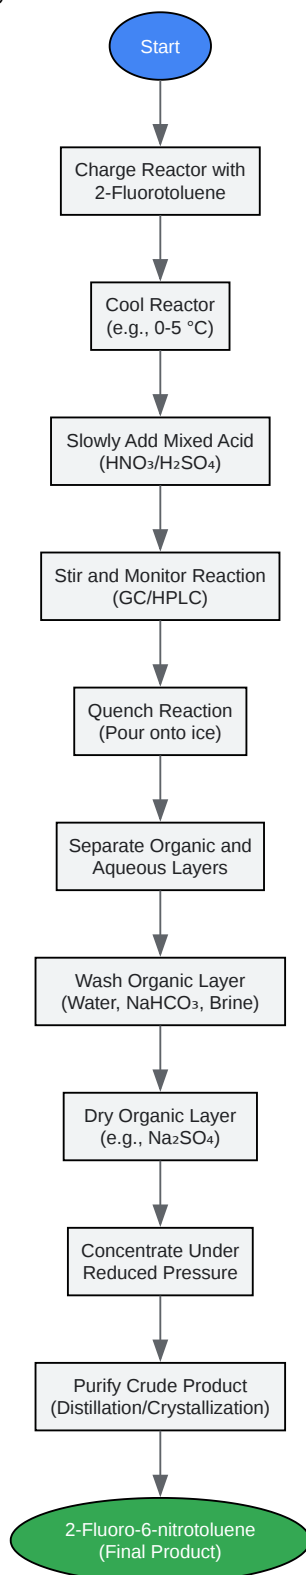 Start
Charge Reactor with
2-Fluorotoluene
Cool Reactor
(e.g., 0-5 °C)
Slowly Add Mixed Acid
(HNO₃/H₂SO₄)
Stir and Monitor Reaction
(GC/HPLC)
Quench Reaction
(Pour onto ice)
Separate Organic and
Aqueous Layers
Wash Organic Layer
(Water, NaHCO₃, Brine)
Dry Organic Layer
(e.g., Na₂SO₄)
Concentrate Under
Reduced Pressure
Purify Crude Product
(Distillation/Crystallization)
2-Fluoro-6-nitrotoluene
(Final Product)